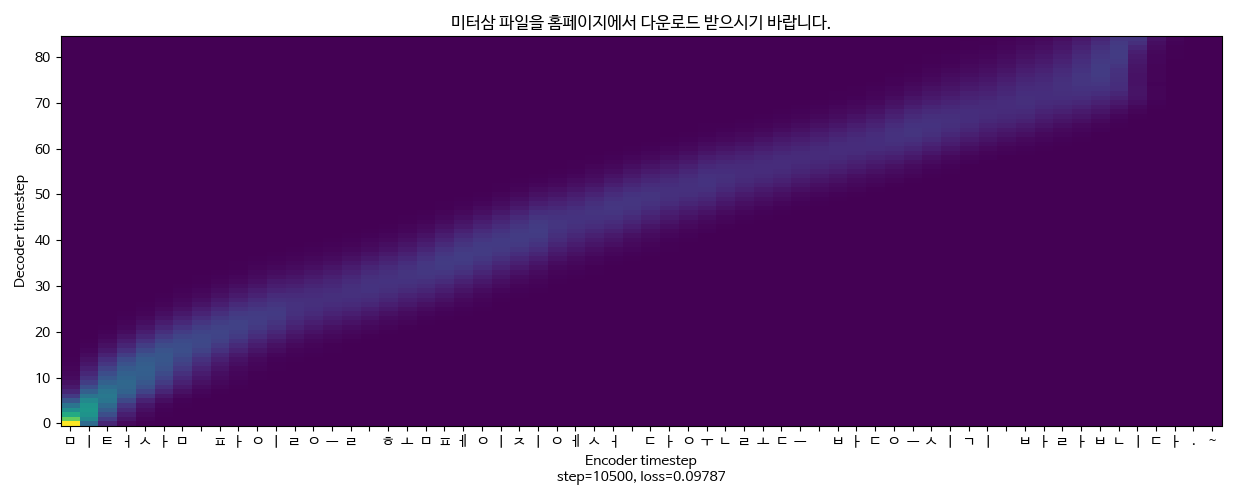 미터삼 파일을 홈페이지에서 다운로드 받으시기 바랍니다.
Decoder timestep
80
70
60
50
40
30
20
10
0
ㅁ ㅣ ㅌ ㅓ ㅅ ㅏ ㅁ ㅍ ㅏ ㅇ ㅣ ㄹ ㅇ ㅡ ㄹ ㅎ ㅗ ㅁ ㅍ ㅔ ㅇ ㅣ ㅈ ㅣ ㅇ ㅔ ㅅ ㅓ ㄷ ㅏ ㅇ ㅜ ㄴ ㄹ ㅗ ㄷ ㅡ ㅂ ㅏ ㄷ ㅇ ㅡ ㅅ ㅣ ㄱ ㅣ ㅂ ㅏ ㄹ ㅏ ㅂ ㄴ ㅣ ㄷ ㅏ . ~
Encoder timestep
step=10500, loss=0.09787